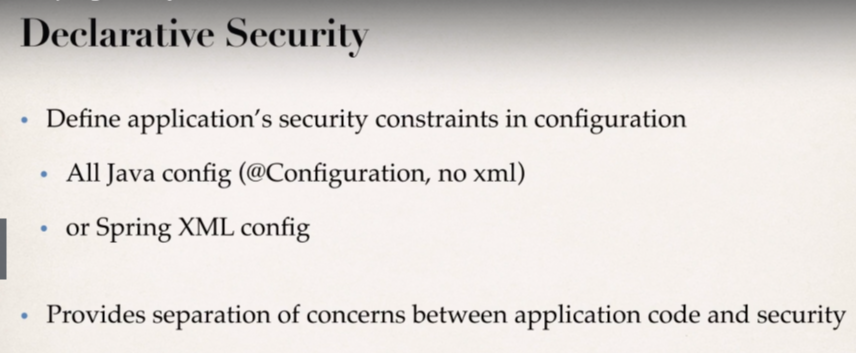 Declarative Security
• Define application's security constraints in configuration
• All Java config (@Configuration, no xml)
• or Spring XML config
• Provides separation of concerns between application code and security